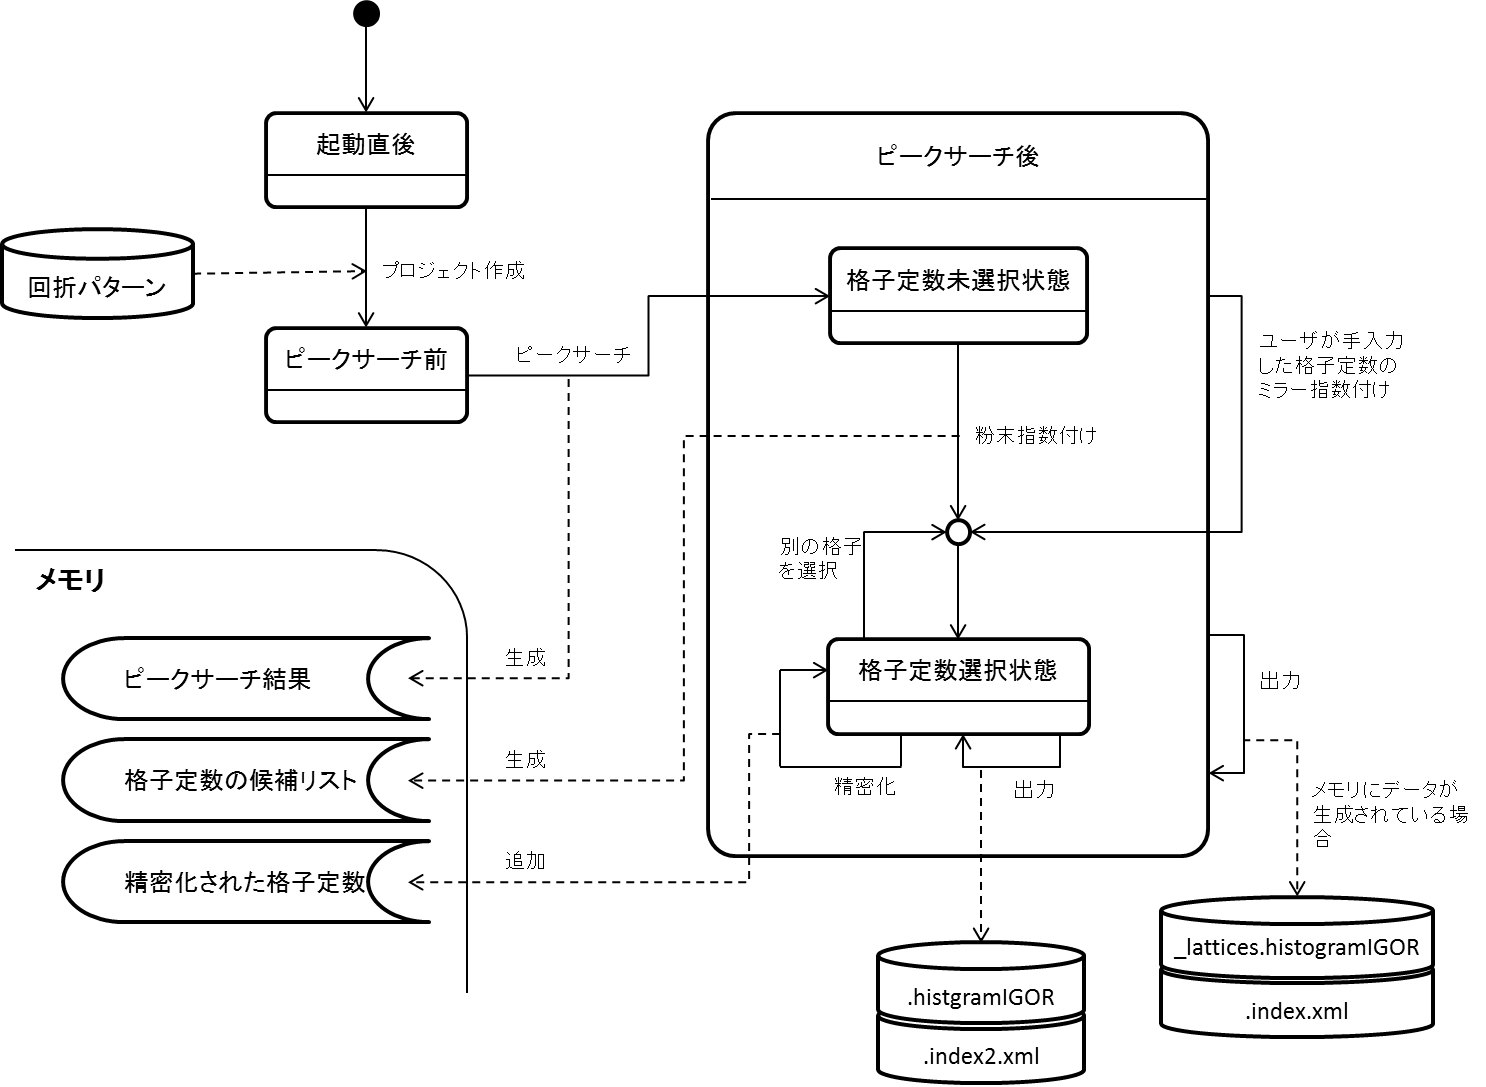 起動直後
ピークサーチ後
回折パターン
プロジェクト作成
格子定数未選択状態
ピークサーチ前
ピークサーチ
ユーザが手入力
した格子定数の
ミラー指数付け
粉末指数付け
別の格子
を選択
メモリ
ピークサーチ結果
生成
格子定数選択状態
出力
格子定数の候補リスト
生成
精密化
出力
メモリにデータが
生成されている場
合
精密化された格子定数
追加
_lattices.histogramIGOR
.index.xml
.histgramIGOR
.index2.xml